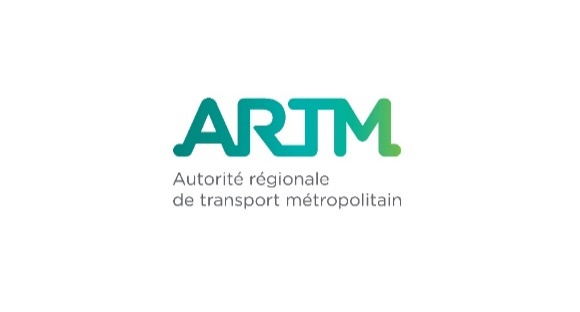 ARTM
Autorité régionale
de transport métropolitain